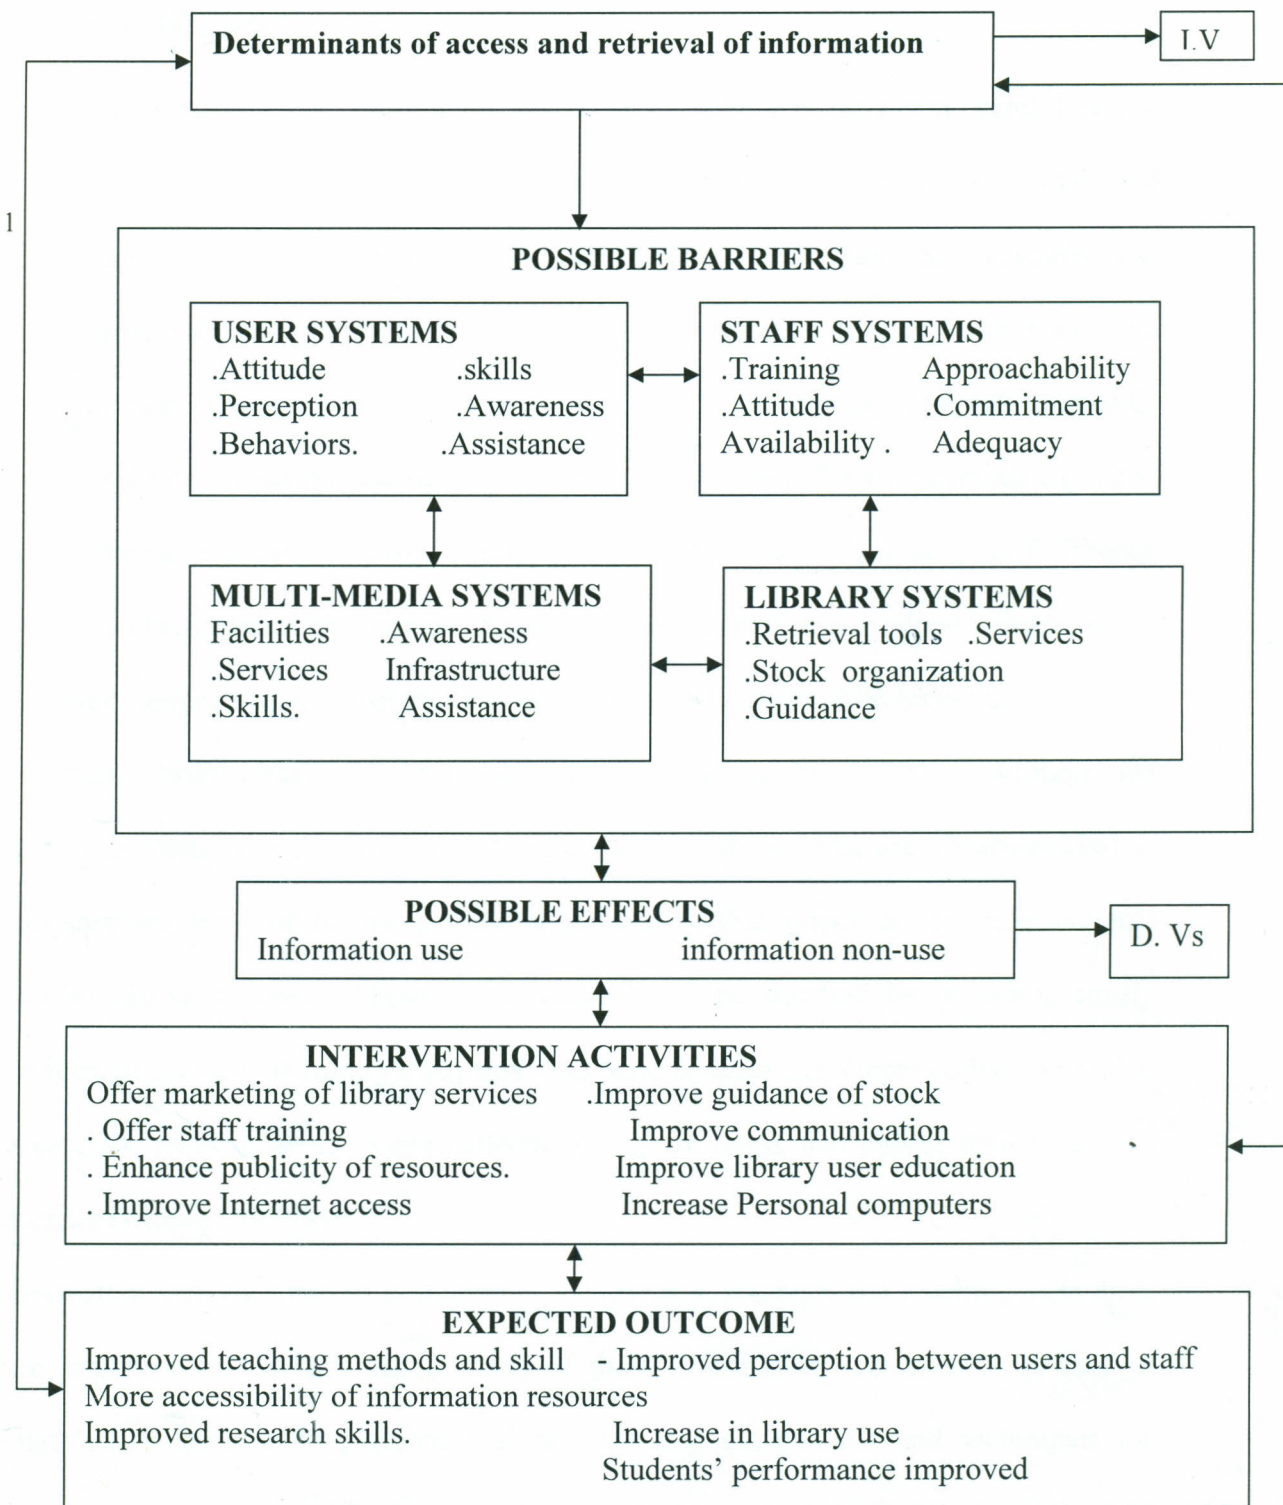 Determinants of access and retrieval of information
I.V
1
POSSIBLE BARRIERS
USER SYSTEMS
.Attitude .skills
.Perception .Awareness
.Behaviors. .Assistance
STAFF SYSTEMS
.Training Approachability
.Attitude .Commitment
Availability . Adequacy
MULTI-MEDIA SYSTEMS
Facilities .Awareness
.Services Infrastructure
.Skills. Assistance
LIBRARY SYSTEMS
.Retrieval tools .Services
.Stock organization
.Guidance
POSSIBLE EFFECTS
Information use information non-use
D. Vs
INTERVENTION ACTIVITIES
Offer marketing of library services .Improve guidance of stock
. Offer staff training Improve communication
. Enhance publicity of resources. Improve library user education
. Improve Internet access Increase Personal computers
EXPECTED OUTCOME
Improved teaching methods and skill - Improved perception between users and staff
More accessibility of information resources
Improved research skills. Increase in library use
Students’ performance improved